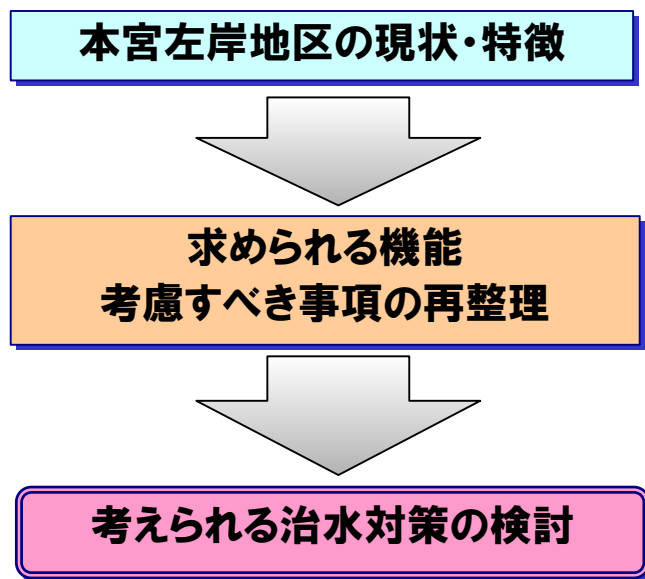 本宮左岸地区の現状・特徴
求められる機能
考慮すべき事項の再整理
考えられる治水対策の検討